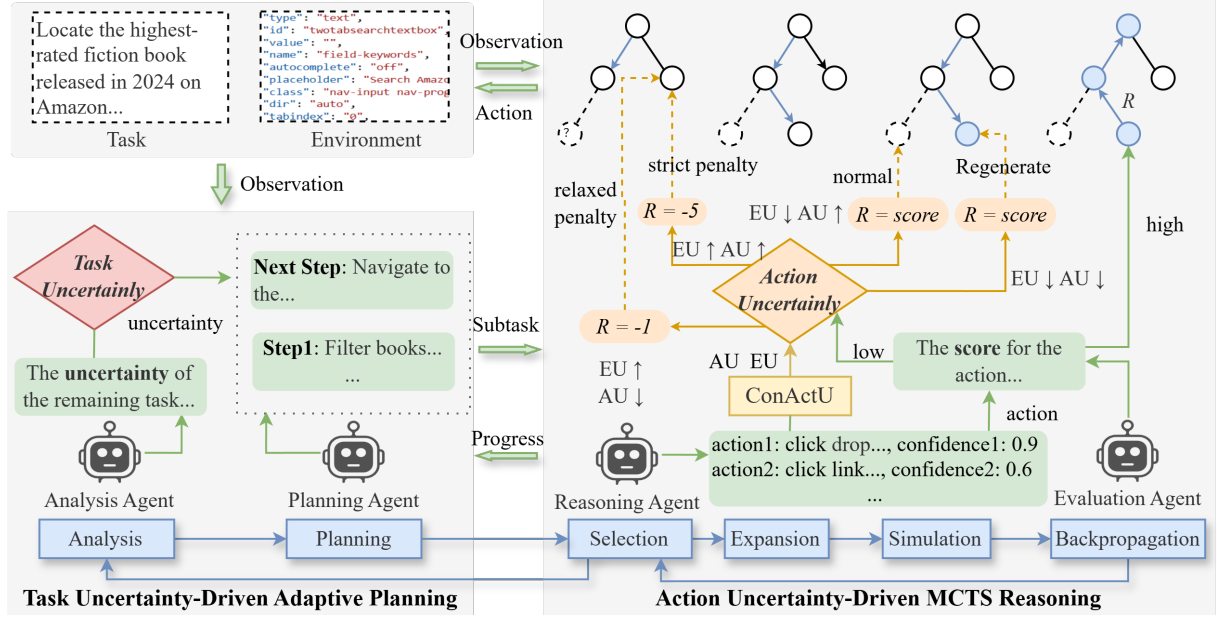 Locate the highest-
rated fiction book
released in 2024 on
Amazon...
Task
"type": "text",
"id": "twotabsearchtextbox",
"value": "",
"name": "field-keywords",
"autocomplete": "off",
"placeholder": "Search Amazo
"class": "nav-input nav-prog
"dir": "auto",
"tabindex": "0",
Environment
Observation
Action
Observation
Task
Uncertainly
uncertainty
The uncertainty of
the remaining task...
Analysis Agent
Next Step: Navigate to
the...
Step1: Filter books...
...
Planning Agent
Subtask
Progress
Analysis
Planning
Task Uncertainty-Driven Adaptive Planning
?
R
strict penalty
relaxed
penalty
normal
Regenerate
high
R = -5
EU ↓ AU ↑
R = score
R = score
EU ↑ AU ↑
Action
Uncertainly
EU ↓ AU ↓
R = -1
EU ↑
AU ↓
AU EU
low
The score for the
action...
ConActU
action
action1: click drop..., confidence1: 0.9
action2: click link..., confidence2: 0.6
...
Reasoning Agent
Evaluation Agent
Selection
Expansion
Simulation
Backpropagation
Action Uncertainty-Driven MCTS Reasoning